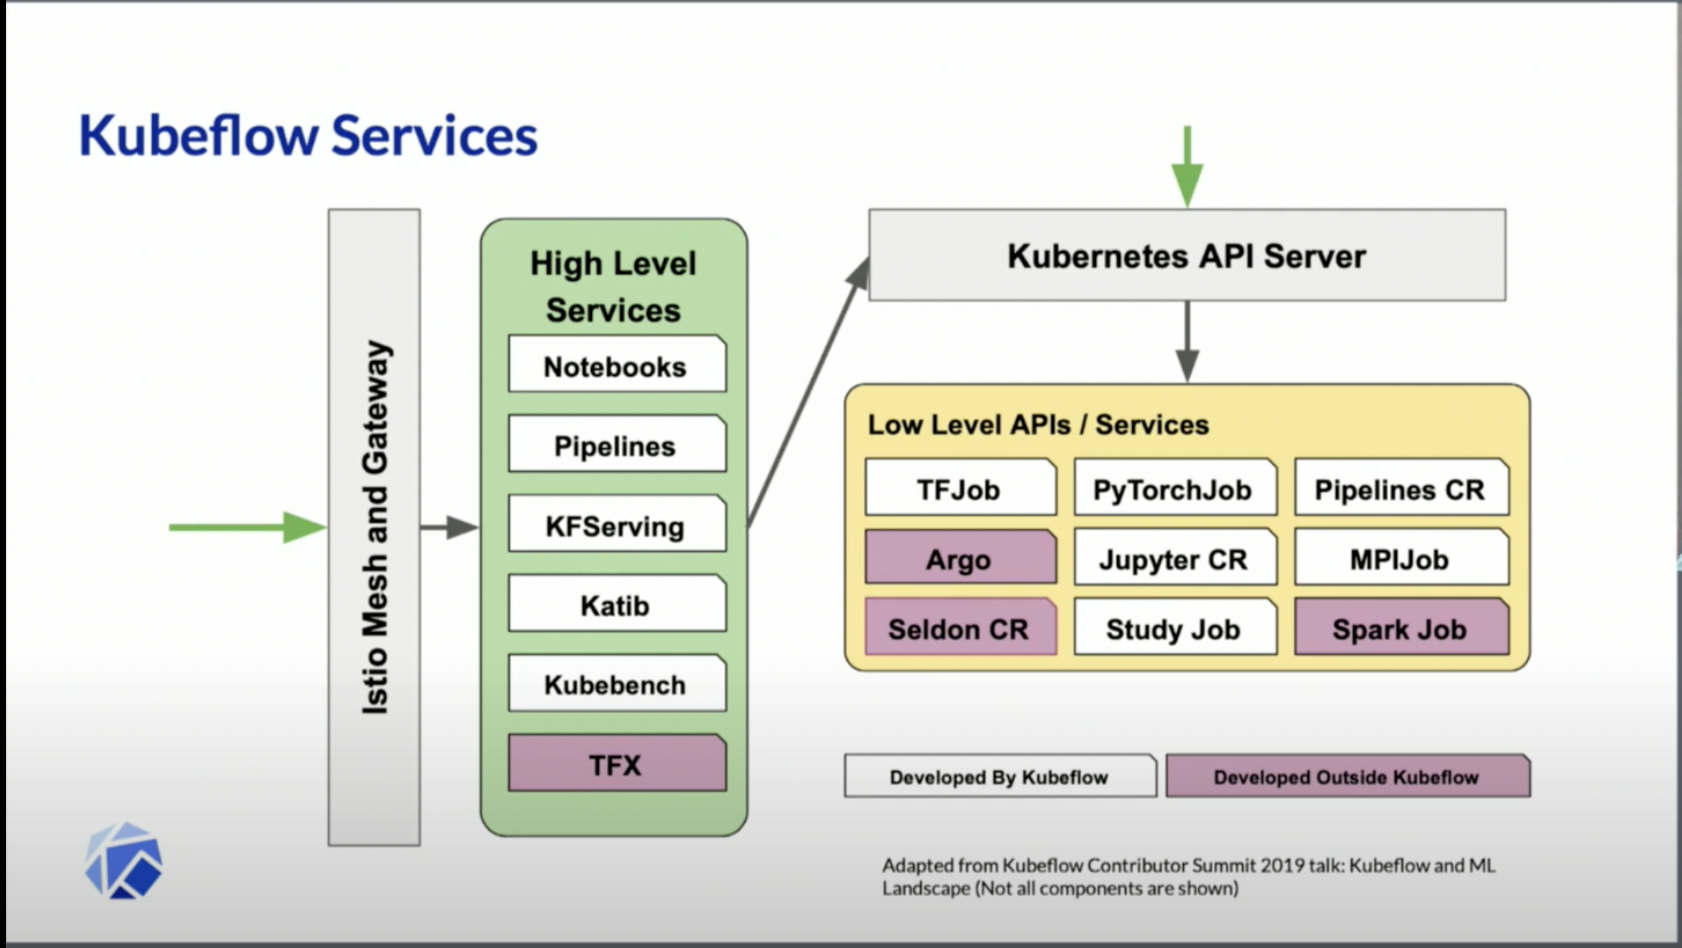 Kubeflow Services
Istio Mesh and Gateway
High Level
Services
Notebooks
Pipelines
KFServing
Katib
Kubebench
TFX
Kubernetes API Server
Low Level APIs / Services
TFJob
PyTorchJob
Pipelines CR
Argo
Jupyter CR
MPIJob
Seldon CR
Study Job
Spark Job
Developed By Kubeflow
Developed Outside Kubeflow
Adapted from Kubeflow Contributor Summit 2019 talk: Kubeflow and ML
Landscape (Not all components are shown)